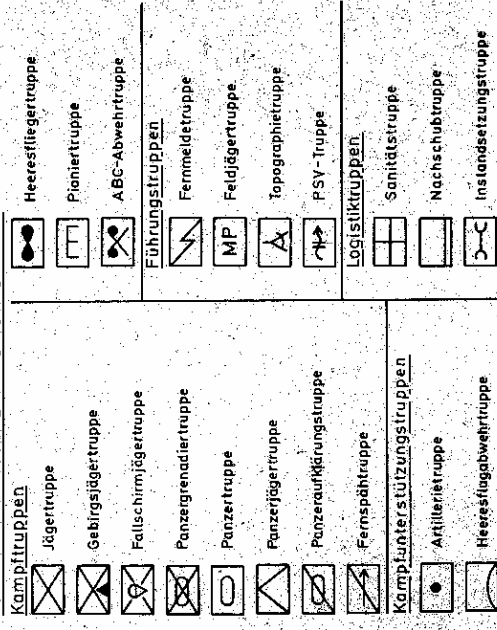 Kampftruppen
Jägertruppe
Gebirgsjägertruppe
Fallschirmjägertruppe
Panzergrenadiertruppe
Panzertruppe
Panzerjägertruppe
Panzeraufklärungstruppe
Fernspähtruppe
Kampfunterstützungstruppen
Artillerietruppe
Heeresflugabwehrtruppe
Heeresfliegertruppe
Pioniertruppe
ABC-Abwehrtruppe
Führungstruppen
Fernmeldetruppe
MP Feldjägertruppe
Topographietruppe
PSV-Truppe
Logistiktruppen
Sanitätstruppe
Nachschubtruppe
Instandsetzungstruppe